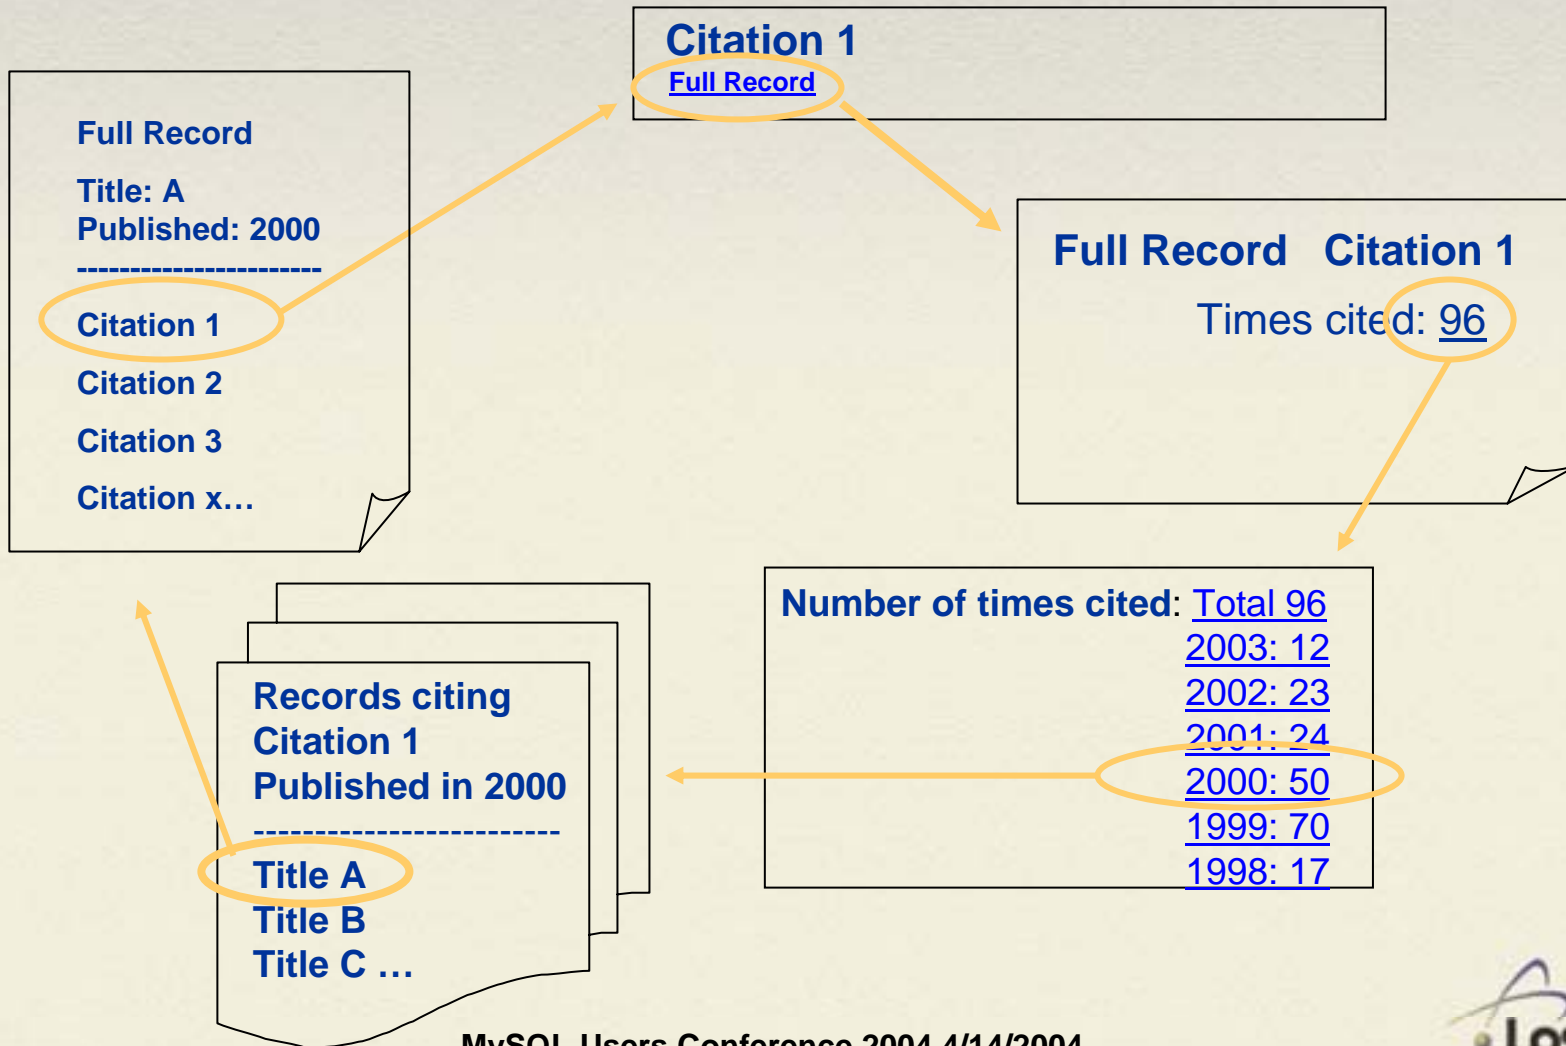 Citation 1
Full Record
Full Record
Title: A
Published: 2000
-----------------------
Citation 1
Citation 2
Citation 3
Citation x…
Full Record   Citation 1
Times cited: 96
Number of times cited: Total 96
2003: 12
2002: 23
2001: 24
2000: 50
1999: 70
1998: 17
Records citing
Citation 1
Published in 2000
-------------------------
Title A
Title B
Title C …
MySQL Users Conference 2004 4/14/2004